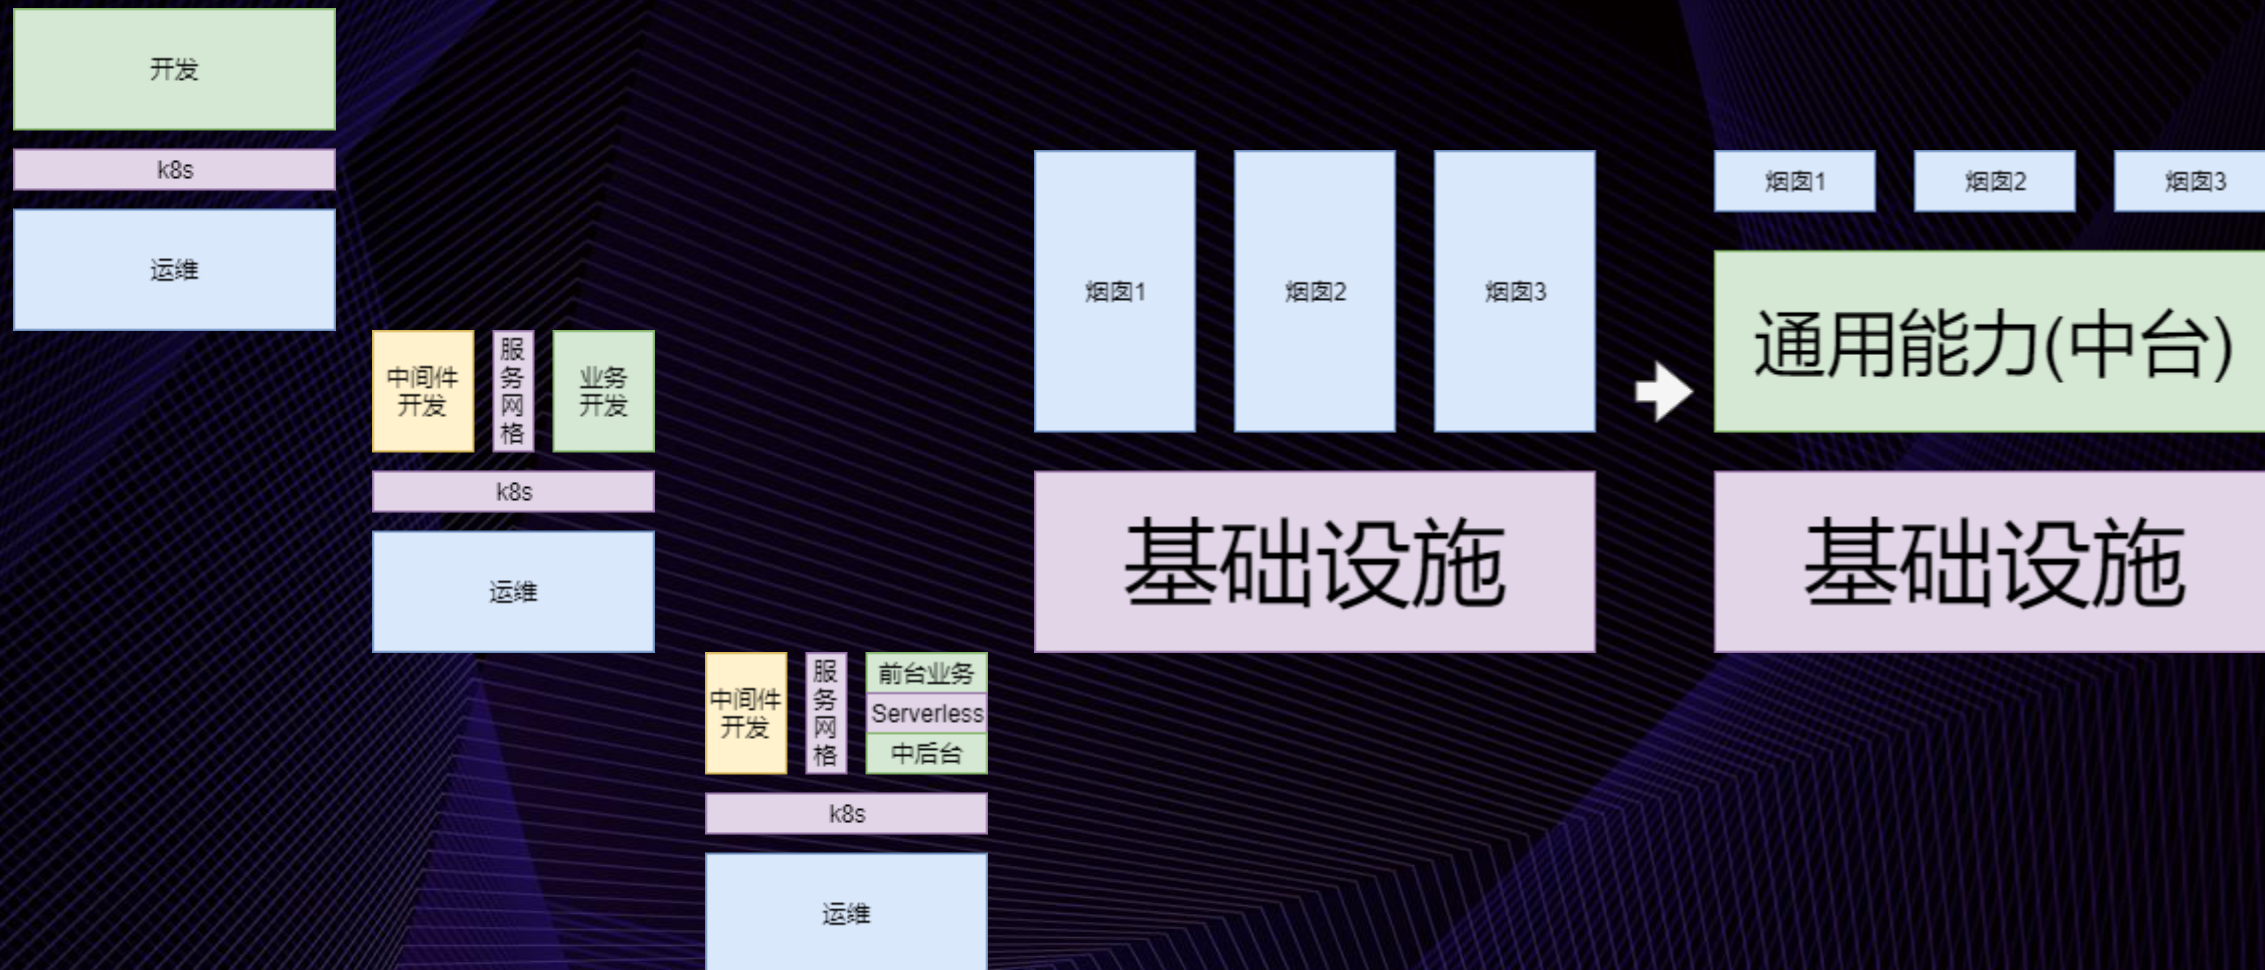 开发
k8s
运维
中间件
开发
服
务
网
格
业务
开发
k8s
运维
中间件
开发
服
务
网
格
前台业务
Serverless
中后台
k8s
运维
烟囱1
烟囱2
烟囱3
基础设施
烟囱1
烟囱2
烟囱3
通用能力(中台)
基础设施